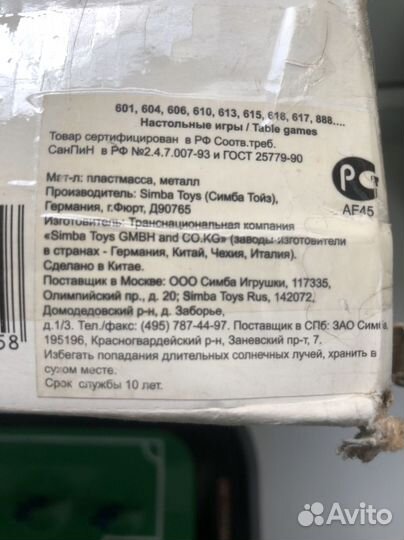 601, 604, 606, 610, 613, 615, 616, 617, 888....
Настольные игры / Table games
Товар сертифицирован в РФ Соотв.треб.
СанПиН в РФ №2.4.7.007-93 и ГОСТ 25779-90
Мат-л: пластмасса, металл
Производитель: Simba Toys (Симба Тойз),
Германия, г.Фюрт, Д90765
Изготовитель: Транснациональная компания
«Simba Toys GMBH and CO.KG» (заводы-изготовители
в странах - Германия, Китай, Чехия, Италия).
Сделано в Китае.
Поставщик в Москве: ООО Симба Игрушки, 117335,
Олимпийский пр., д. 20; Simba Toys Rus, 142072,
Домодедовский р-н, д. Заборье,
д.1/3. Тел./факс: (495) 787-44-97. Поставщик в СПб: ЗАО Симба,
195196, Красногвардейский р-н, Заневский пр-т, 7.
Избегать попадания длительных солнечных лучей, хранить в
сухом месте.
Срок службы 10 лет.
РСТ
АЕ45
58
Avito